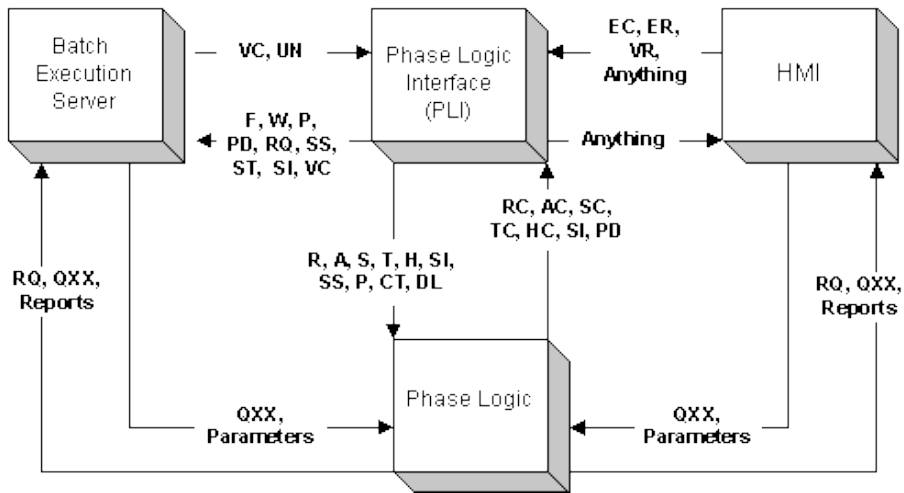 Batch
Execution
Server
VC, UN
Phase Logic
Interface
(PLI)
EC, ER,
VR,
Anything
HMI
F, W, P,
PD, RQ, SS,
ST, SI, VC
Anything
RC, AC, SC,
TC, HC, SI, PD
R, A, S, T, H, SI,
SS, P, CT, DL
RQ, QXX,
Reports
RQ, QXX,
Reports
Phase Logic
QXX,
Parameters
QXX,
Parameters